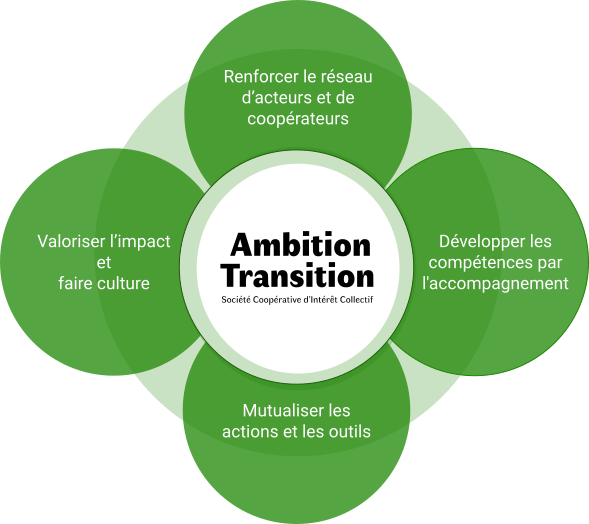 Renforcer le réseau
d’acteurs et de
coopérateurs
Valoriser l’impact
et
faire culture
Ambition
Transition
Société Coopérative d’Intérêt Collectif
Développer les
compétences par
l'accompagnement
Mutualiser les
actions et les outils